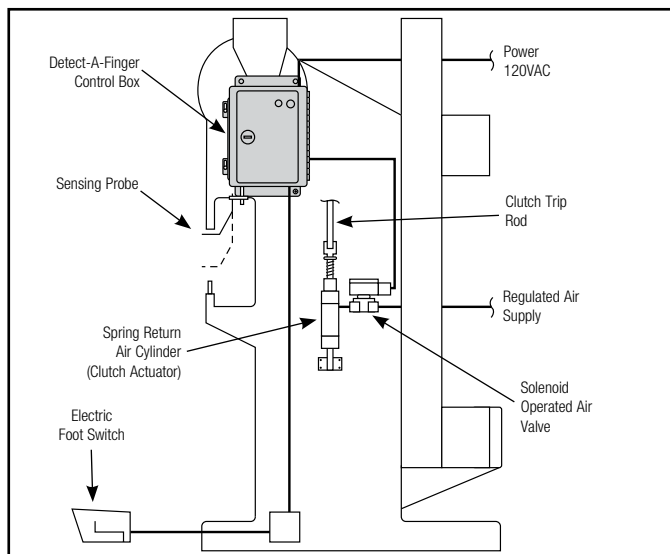 Detect-A-Finger
Control Box
Power
120VAC
Sensing Probe
Clutch Trip
Rod
Regulated Air
Supply
Spring Return
Air Cylinder
(Clutch Actuator)
Solenoid
Operated Air
Valve
Electric
Foot Switch